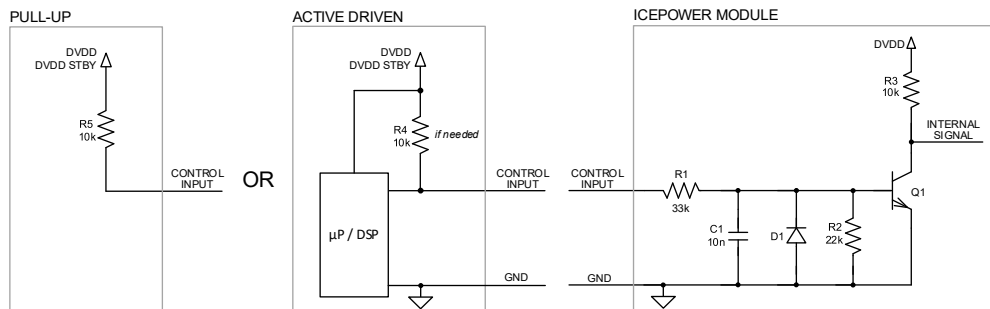 PULL-UP
DVDD
DVDD STBY
R5
10k
CONTROL
INPUT
OR
ACTIVE DRIVEN
DVDD
DVDD STBY
R4
10k
if needed
µP / DSP
CONTROL
INPUT
GND
ICEPOWER MODULE
CONTROL
INPUT
R1
33k
C1
10n
D1
R2
22k
DVDD
R3
10k
INTERNAL
SIGNAL
Q1
GND